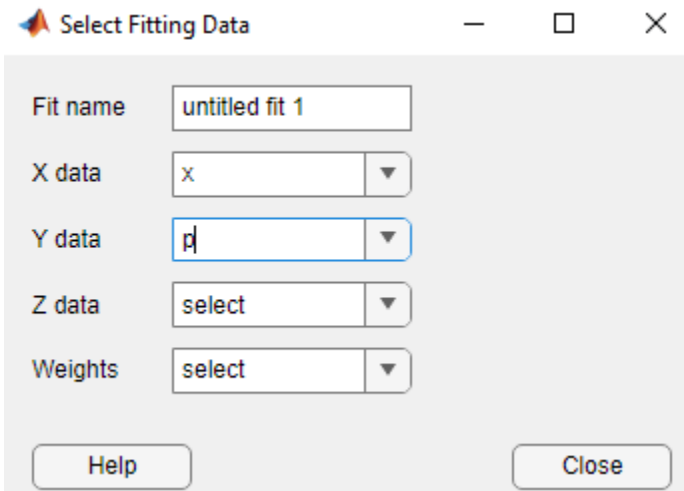 Select Fitting Data
Fit name untitled fit 1
X data x
Y data p
Z data select
Weights select
Help Close